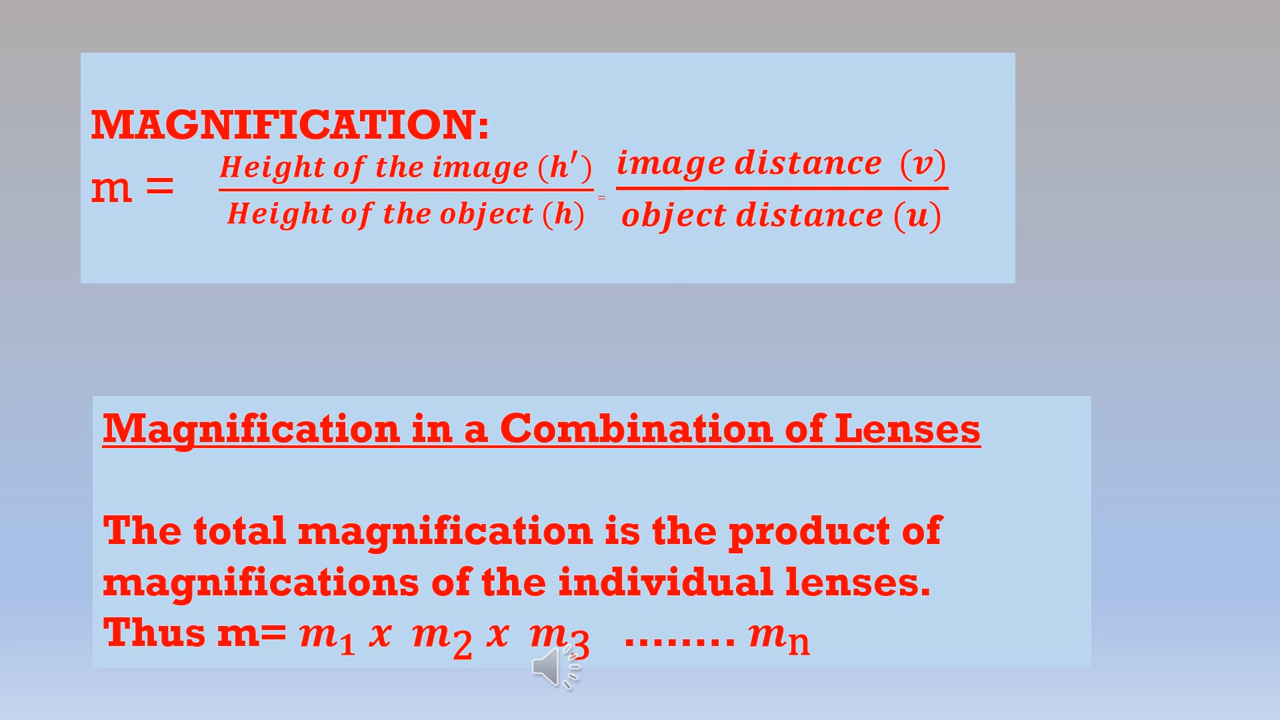 MAGNIFICATION:
m = Height of the image (h′) / Height of the object (h) = image distance (v) / object distance (u)
Magnification in a Combination of Lenses
The total magnification is the product of
magnifications of the individual lenses.
Thus m= m₁ x m₂ x m₃ ........ mₙ